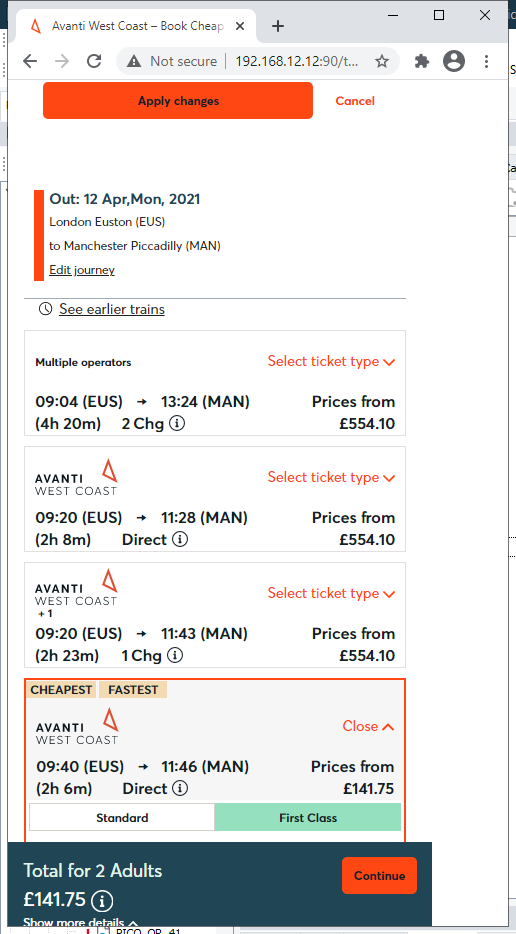 Avanti West Coast – Book Cheap
Not secure
192.168.12.12:90/t...
Apply changes
Cancel
Out: 12 Apr,Mon, 2021
London Euston (EUS)
to Manchester Piccadilly (MAN)
Edit journey
See earlier trains
Multiple operators
Select ticket type
09:04 (EUS) → 13:24 (MAN)
Prices from
(4h 20m) 2 Chg
£554.10
AVANTI
WEST COAST
Select ticket type
09:20 (EUS) → 11:28 (MAN)
Prices from
(2h 8m) Direct
£554.10
AVANTI
WEST COAST
+ 1
Select ticket type
09:20 (EUS) → 11:43 (MAN)
Prices from
(2h 23m) 1 Chg
£554.10
CHEAPEST FASTEST
AVANTI
WEST COAST
Close
09:40 (EUS) → 11:46 (MAN)
Prices from
(2h 6m) Direct
£141.75
Standard
First Class
Total for 2 Adults
£141.75
Continue
Show more details